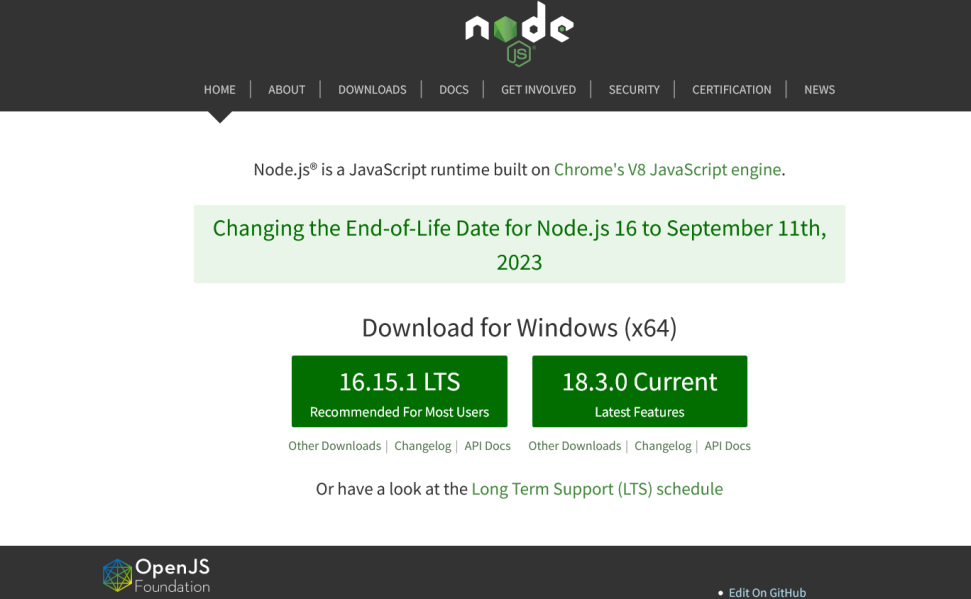 node
JS
HOME | ABOUT | DOWNLOADS | DOCS | GET INVOLVED | SECURITY | CERTIFICATION | NEWS
Node.js® is a JavaScript runtime built on Chrome's V8 JavaScript engine.
Changing the End-of-Life Date for Node.js 16 to September 11th,
2023
Download for Windows (x64)
16.15.1 LTS 18.3.0 Current
Recommended For Most Users Latest Features
Other Downloads | Changelog | API Docs Other Downloads | Changelog | API Docs
Or have a look at the Long Term Support (LTS) schedule
OpenJS
Foundation
Edit On GitHub